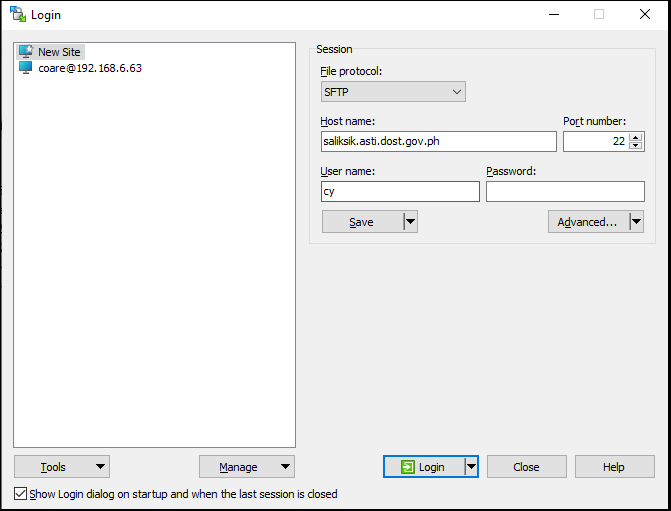 Login
New Site
coare@192.168.6.63
Session
File protocol:
SFTP
Host name:
Port number:
saliksik.asti.dost.gov.ph
22
User name:
Password:
cy
Save
Advanced...
Tools
Manage
Login
Close
Help
Show Login dialog on startup and when the last session is closed